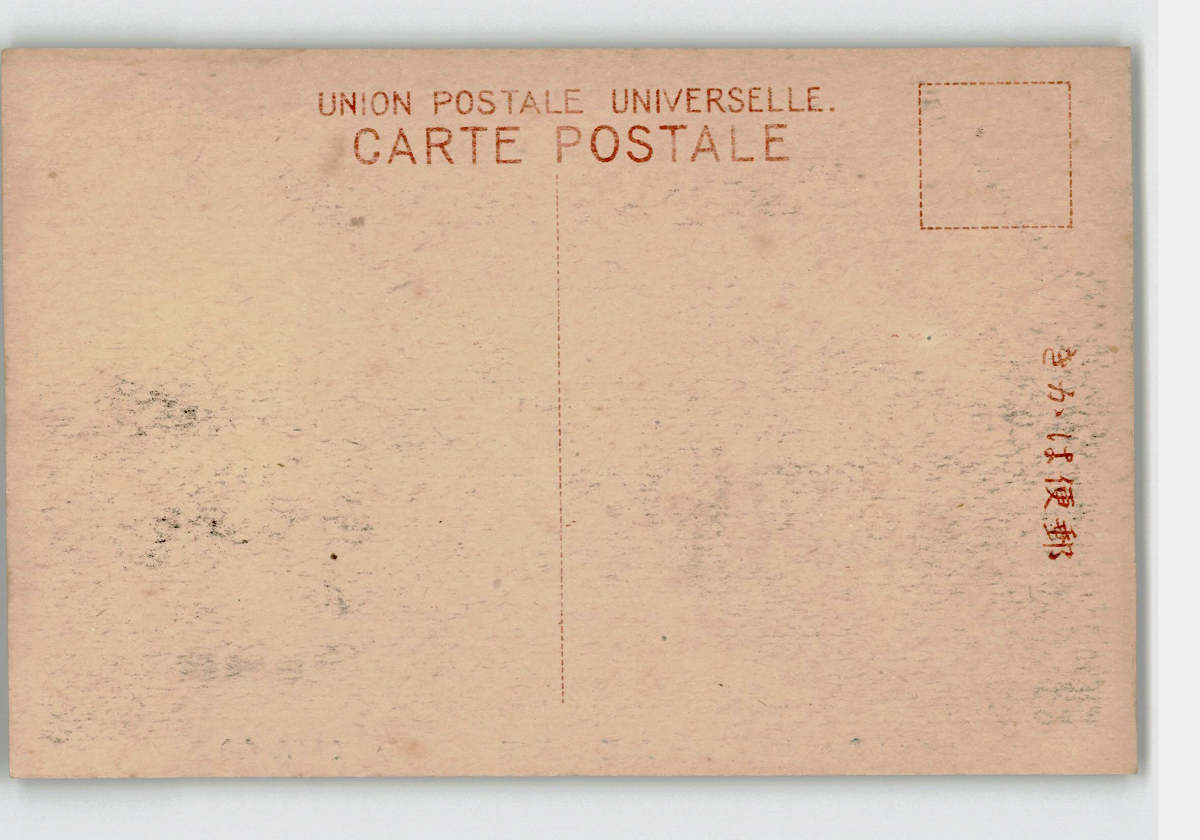 UNION POSTALE UNIVERSELLE.
CARTE POSTALE
郵便はかき